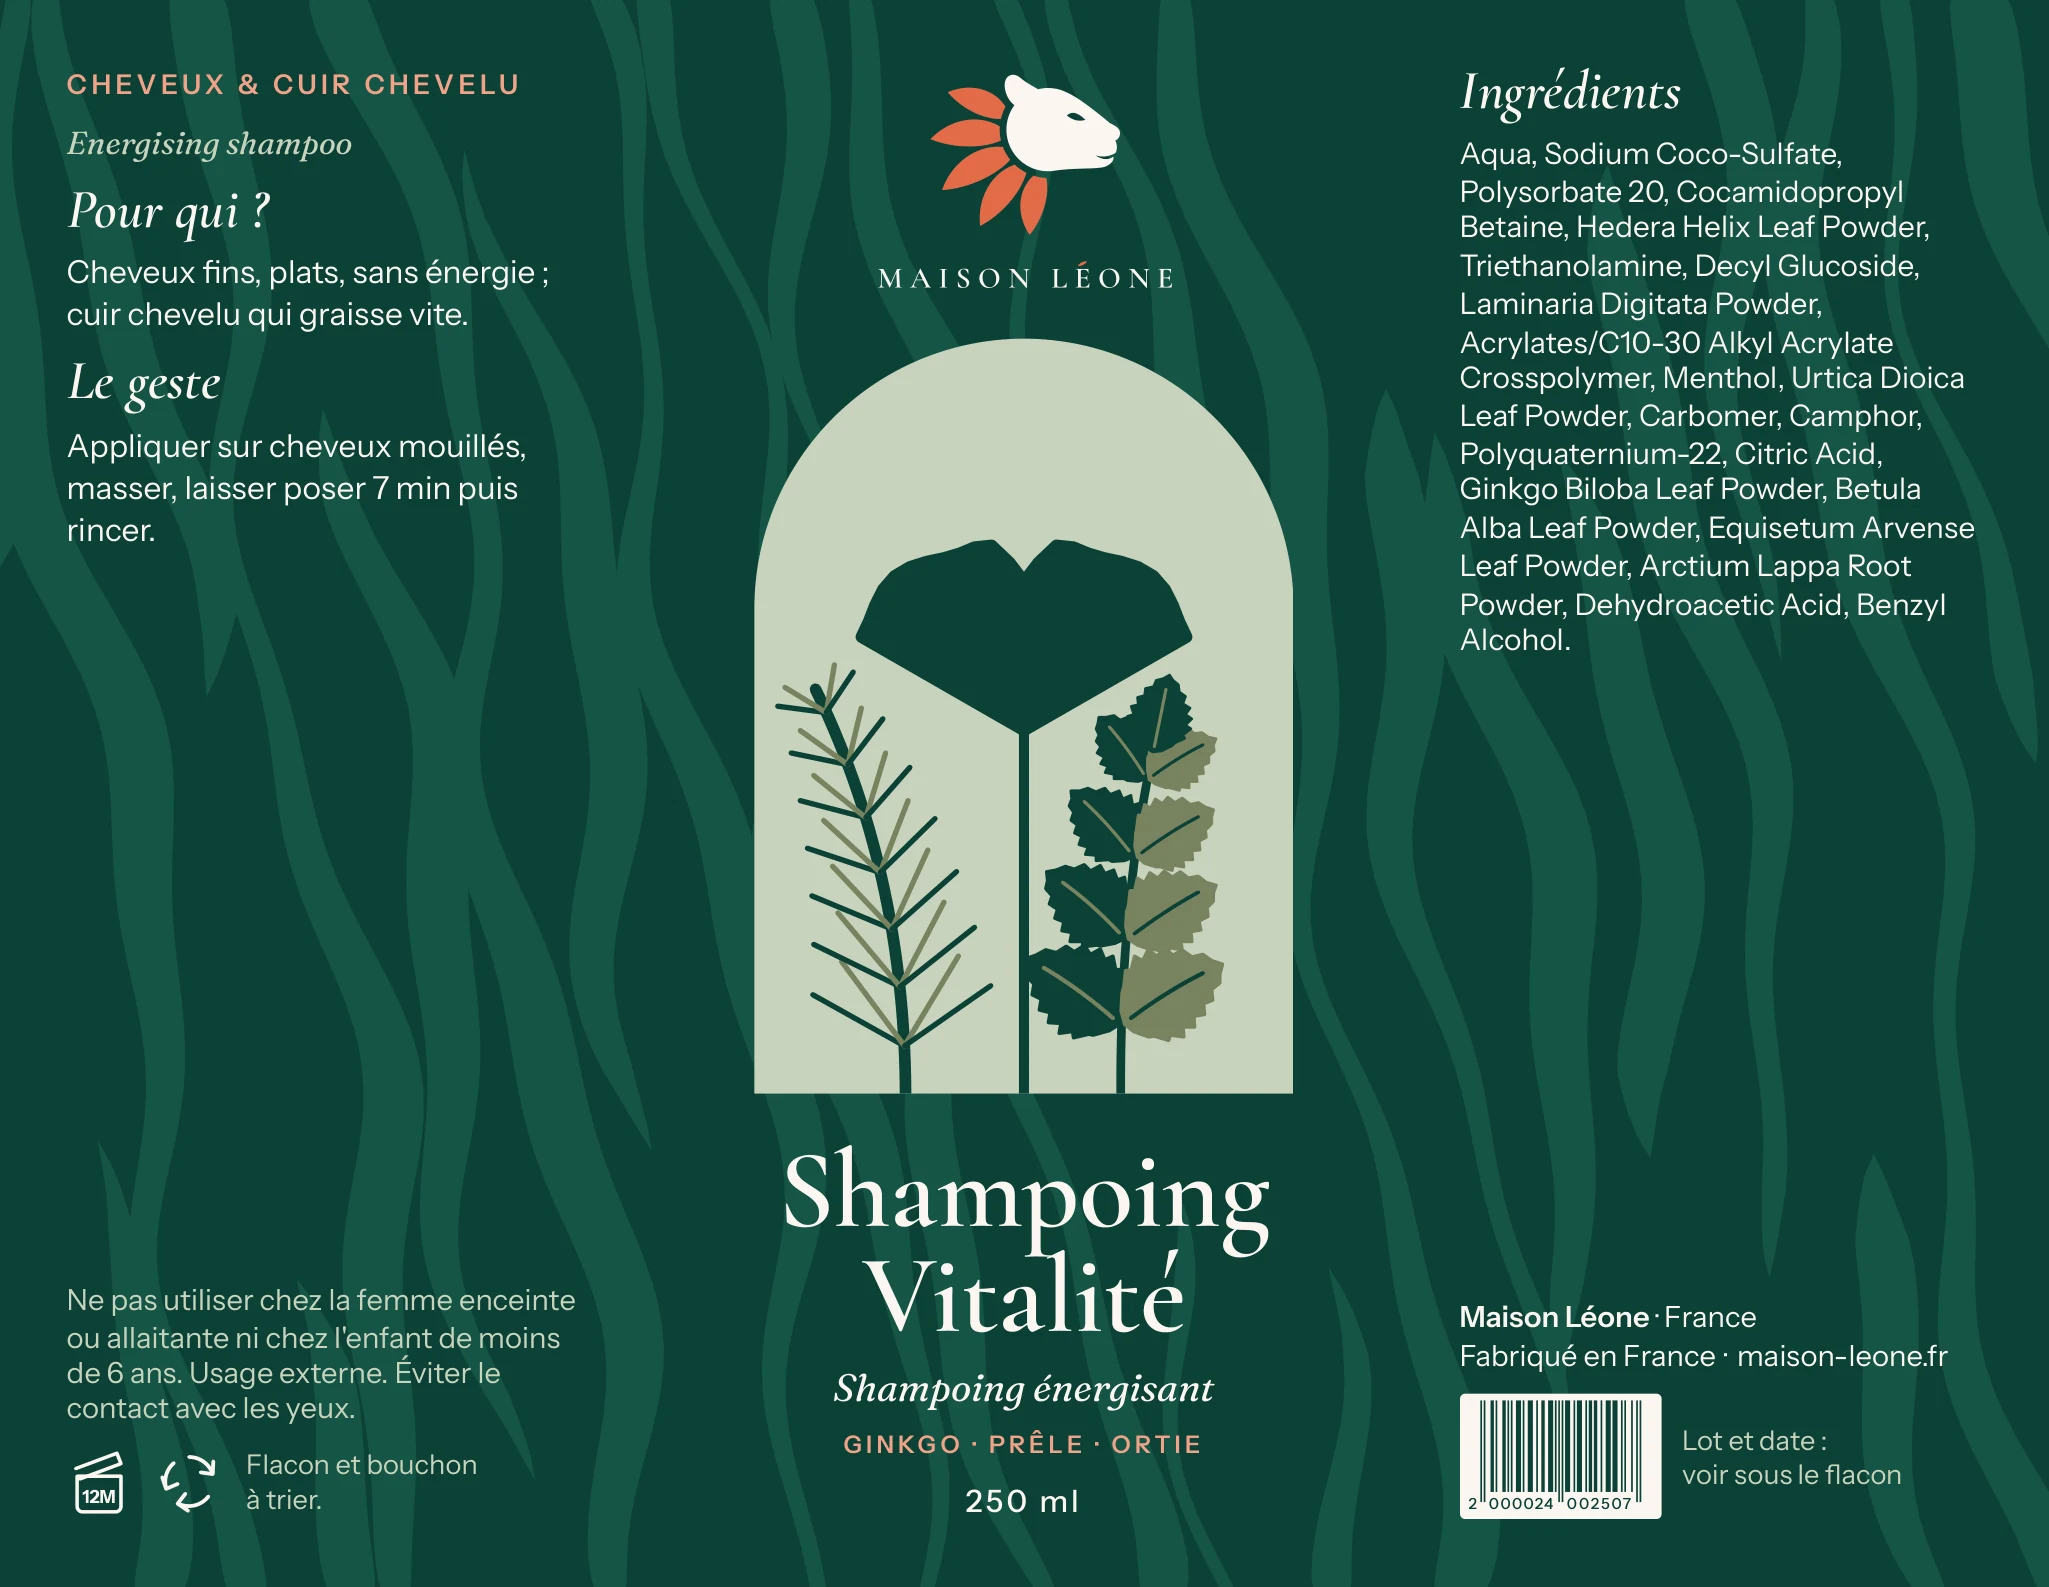 CHEVEUX & CUIR CHEVELU
Energising shampoo
Pour qui ?
Cheveux fins, plats, sans énergie ;
cuir chevelu qui graisse vite.
Le geste
Appliquer sur cheveux mouillés,
masser, laisser poser 7 min puis
rincer.
Ne pas utiliser chez la femme enceinte
ou allaitante ni chez l'enfant de moins
de 6 ans. Usage externe. Éviter le
contact avec les yeux.
12M
Flacon et bouchon
à trier.
MAISON LÉONE
Shampoing
Vitalité
Shampoing énergisant
GINKGO · PRÊLE · ORTIE
250 ml
Ingrédients
Aqua, Sodium Coco-Sulfate,
Polysorbate 20, Cocamidopropyl
Betaine, Hedera Helix Leaf Powder,
Triethanolamine, Decyl Glucoside,
Laminaria Digitata Powder,
Acrylates/C10-30 Alkyl Acrylate
Crosspolymer, Menthol, Urtica Dioica
Leaf Powder, Carbomer, Camphor,
Polyquaternium-22, Citric Acid,
Ginkgo Biloba Leaf Powder, Betula
Alba Leaf Powder, Equisetum Arvense
Leaf Powder, Arctium Lappa Root
Powder, Dehydroacetic Acid, Benzyl
Alcohol.
Maison Léone · France
Fabriqué en France · maison-leone.fr
2 000024 002507
Lot et date :
voir sous le flacon